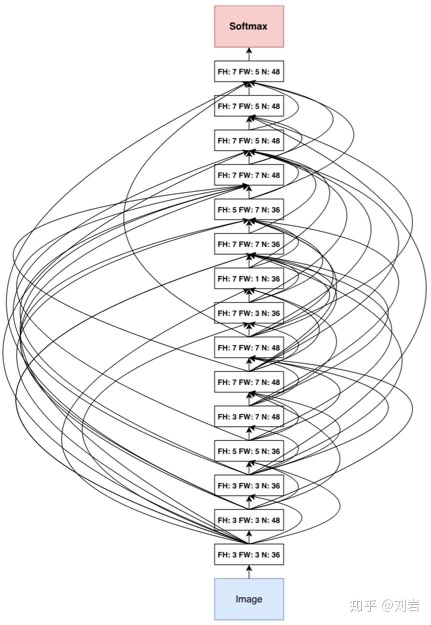 Softmax
FH: 7 FW: 5 N: 48
FH: 7 FW: 5 N: 48
FH: 7 FW: 5 N: 48
FH: 7 FW: 7 N: 48
FH: 5 FW: 7 N: 36
FH: 7 FW: 7 N: 36
FH: 7 FW: 1 N: 36
FH: 7 FW: 3 N: 36
FH: 7 FW: 7 N: 48
FH: 7 FW: 7 N: 48
FH: 3 FW: 7 N: 48
FH: 5 FW: 5 N: 36
FH: 3 FW: 3 N: 36
FH: 3 FW: 3 N: 48
FH: 3 FW: 3 N: 36
Image
知乎 @刘岩